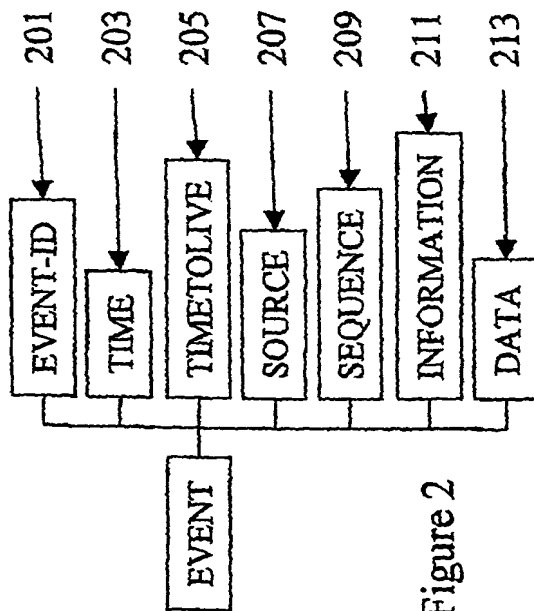 EVENT
EVENT-ID 201
TIME 203
TIMETOLIVE 205
SOURCE 207
SEQUENCE 209
INFORMATION 211
DATA 213
Figure 2